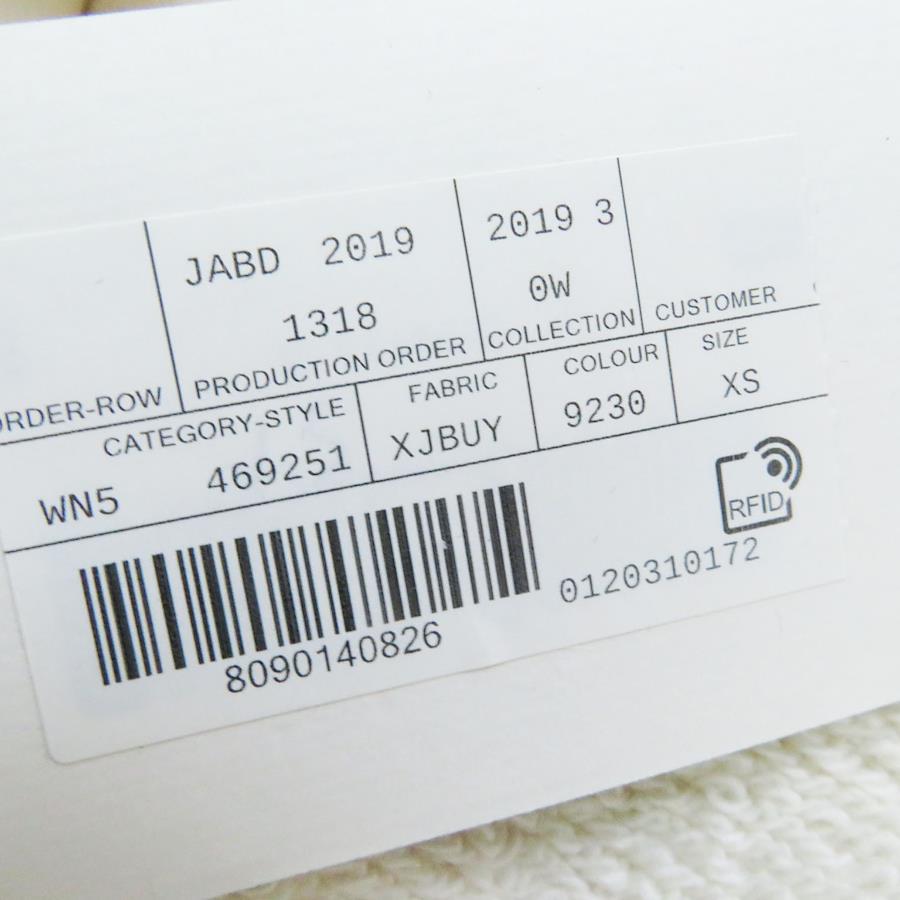 JABD 2019
1318
PRODUCTION ORDER
2019 3
0W
COLLECTION
CUSTOMER
ORDER-ROW
CATEGORY-STYLE
WN5 469251
FABRIC
XJBUY
COLOUR
9230
SIZE
XS
RFID
0120310172
8090140826